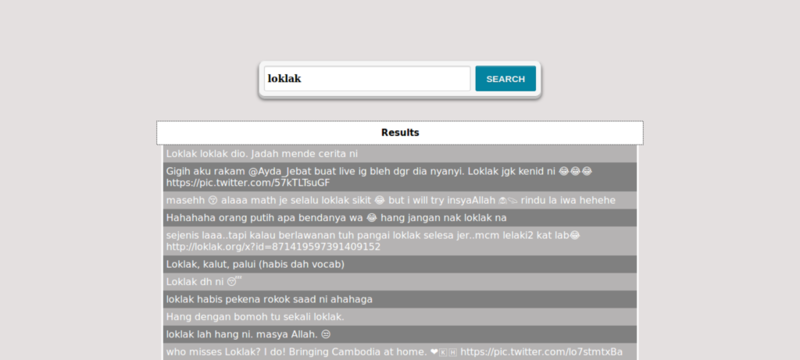 loklak
SEARCH
Results
Loklak loklak dio. Jadah mende cerita ni
Gigih aku rakam @Ayda_Jebat buat live ig bleh dgr dia nyanyi. Loklak jgk kenid ni 😂😂😂
https://pic.twitter.com/57kTLTsuGF
masehh 😚 alaaa math je selalu loklak sikit 😂 but i will try insyaAllah rindu la iwa hehehe
Hahahaha orang putih apa bendanya wa 😂 hang jangan nak loklak na
sejenis laaa..tapi kalau berlawanan tuh pangai loklak selesa jer..mcm lelaki2 kat lab😂
http://loklak.org/x?id=871419597391409152
Loklak, kalut, palui (habis dah vocab)
Loklak dh ni 😴
loklak habis pekena rokok saad ni ahahaga
Hang dengan bomoh tu sekali loklak.
loklak lah hang ni. masya Allah. 😒
who misses Loklak? I do! Bringing Cambodia at home. ❤🇰🇭 https://pic.twitter.com/lo7stmtxBa